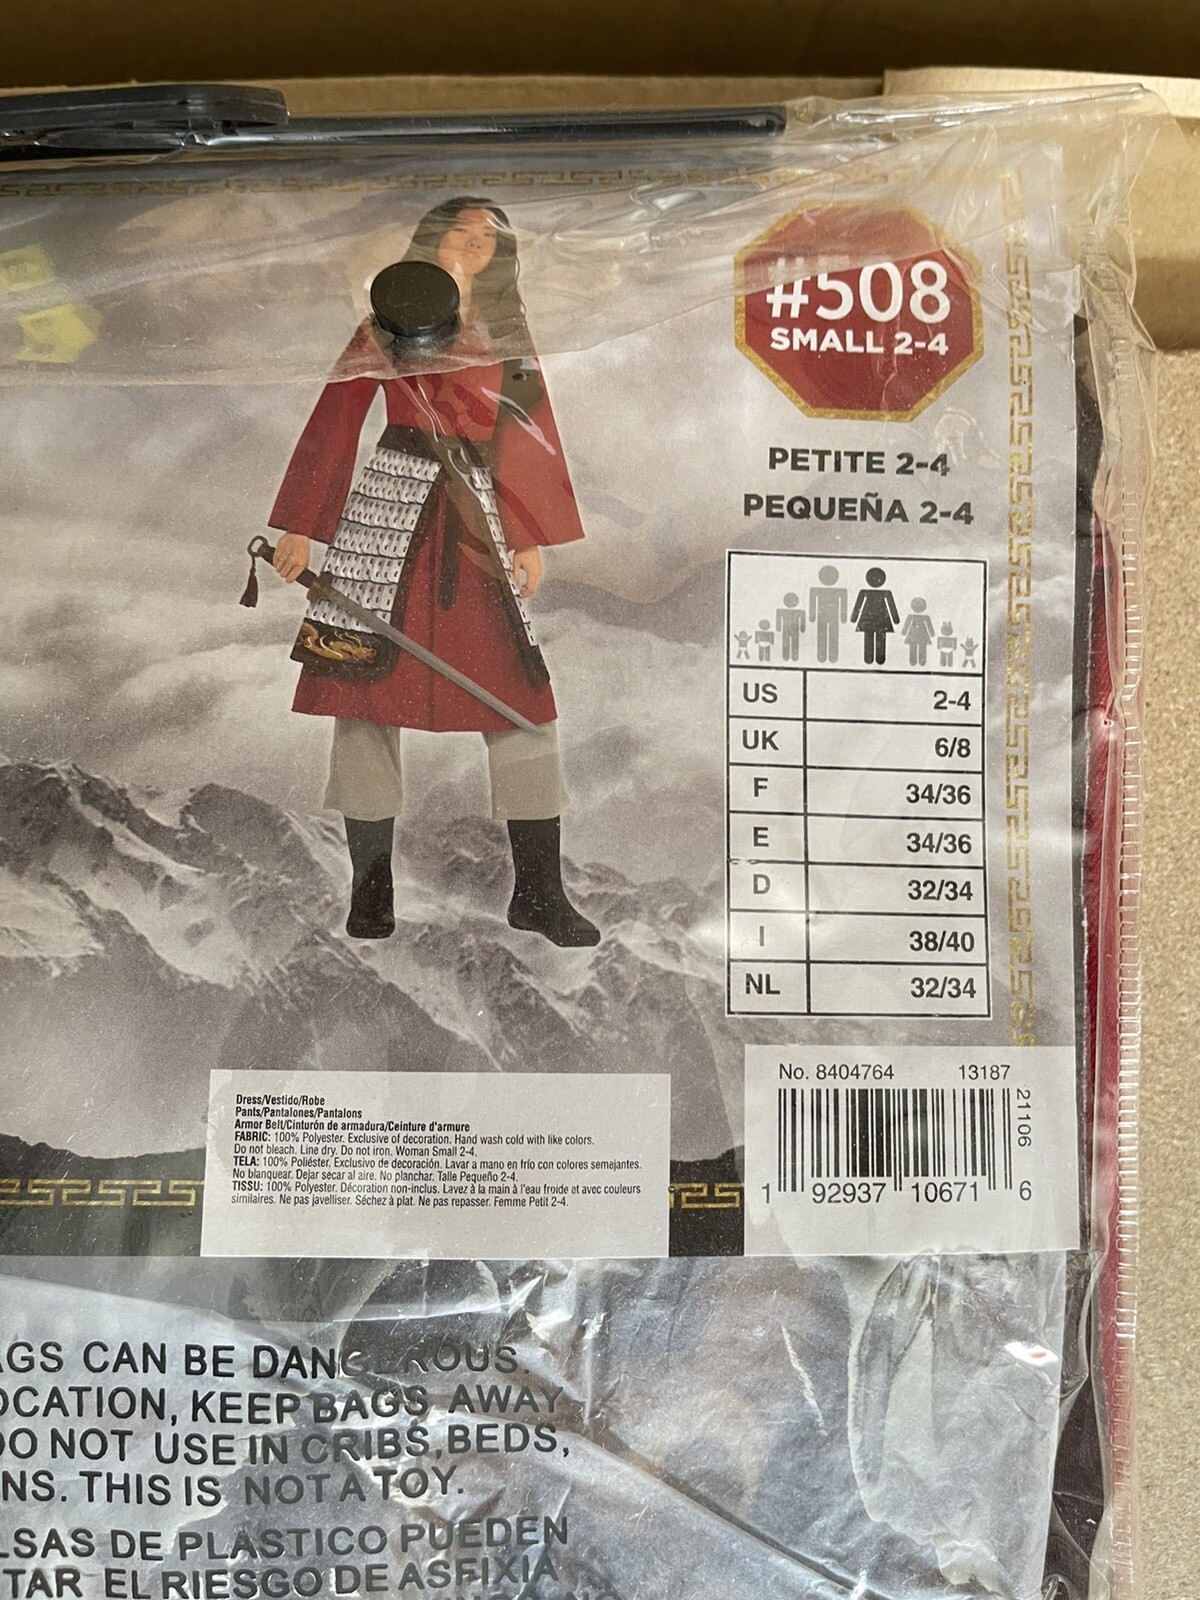 #508
SMALL 2-4
PETITE 2-4
PEQUEÑA 2-4
US 2-4
UK 6/8
F 34/36
E 34/36
D 32/34
I 38/40
NL 32/34
Dress/Vestido/Robe
Pants/Pantalones/Pantalons
Armor Belt/Cinturón de armadura/Ceinture d'armure
FABRIC: 100% Polyester. Exclusive of decoration. Hand wash cold with like colors.
Do not bleach. Line dry. Do not iron. Woman Small 2-4.
TELA: 100% Poliéster. Exclusivo de decoración. Lavar a mano en frío con colores semejantes.
No blanquear. Dejar secar al aire. No planchar. Talle Pequeño 2-4.
TISSU: 100% Polyester. Décoration non-inclus. Lavez à la main à l'eau froide et avec couleurs
similaires. Ne pas javelliser. Séchez à plat. Ne pas repasser. Femme Petit 2-4.
No. 8404764 13187
21106
1 92937 10671 6
AGS CAN BE DANGEROUS.
OCATION, KEEP BAGS AWAY
DO NOT USE IN CRIBS, BEDS,
NS. THIS IS NOT A TOY.
LSAS DE PLASTICO PUEDEN
TAR EL RIESGO DE ASFIXIA